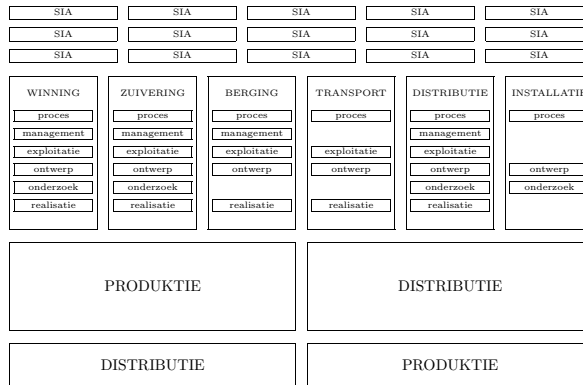 SIA SIA SIA SIA SIA
SIA SIA SIA SIA SIA
SIA SIA SIA SIA SIA
WINNING ZUIVERING BERGING TRANSPORT DISTRIBUTIE INSTALLATIE
proces proces proces proces proces proces
management management management management
exploitatie exploitatie exploitatie exploitatie exploitatie
ontwerp ontwerp ontwerp ontwerp ontwerp ontwerp
onderzoek onderzoek onderzoek onderzoek
realisatie realisatie realisatie realisatie realisatie
PRODUKTIE DISTRIBUTIE
DISTRIBUTIE PRODUKTIE